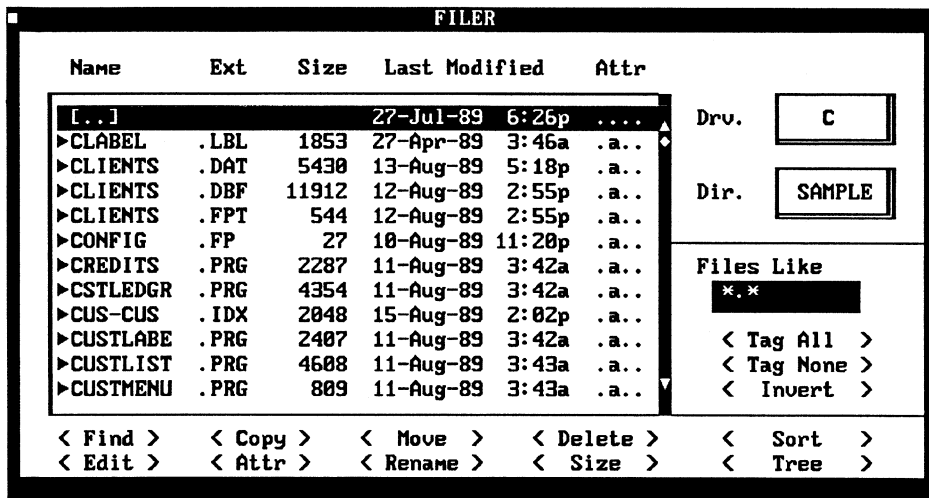 FILER
Name Ext Size Last Modified Attr
[..] 27-Jul-89 6:26p ....
►CLABEL .LBL 1853 27-Apr-89 3:46a .a..
►CLIENTS .DAT 5430 13-Aug-89 5:18p .a..
►CLIENTS .DBF 11912 12-Aug-89 2:55p .a..
►CLIENTS .FPT 544 12-Aug-89 2:55p .a..
►CONFIG .FP 27 10-Aug-89 11:20p .a..
►CREDITS .PRG 2287 11-Aug-89 3:42a .a..
►CSTLEDGR .PRG 4354 11-Aug-89 3:42a .a..
►CUS-CUS .IDX 2048 15-Aug-89 2:02p .a..
►CUSTLABE .PRG 2407 11-Aug-89 3:42a .a..
►CUSTLIST .PRG 4608 11-Aug-89 3:43a .a..
►CUSTMENU .PRG 809 11-Aug-89 3:43a .a..
Drv. C
Dir. SAMPLE
Files Like
*.*
< Tag All >
< Tag None >
< Invert >
< Find > < Copy > < Move > < Delete > < Sort >
< Edit > < Attr > < Rename > < Size > < Tree >